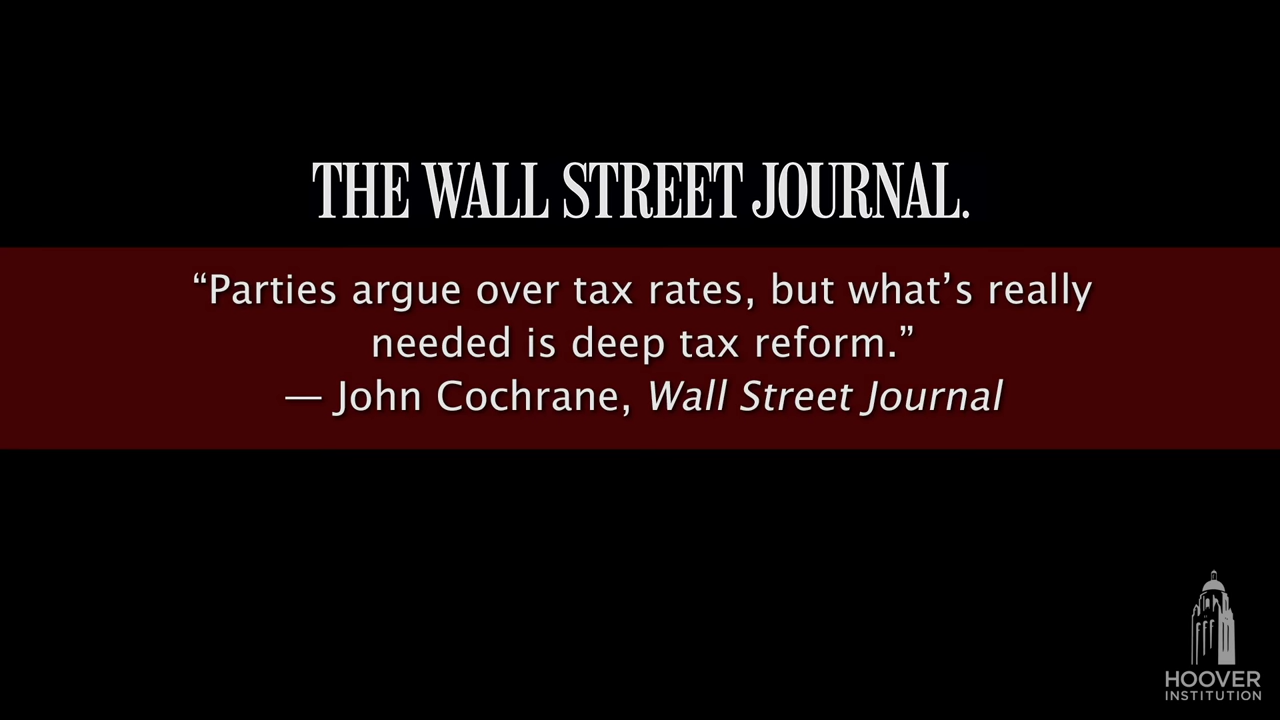 THE WALL STREET JOURNAL.
“Parties argue over tax rates, but what’s really
needed is deep tax reform.”
— John Cochrane, Wall Street Journal
HOOVER
INSTITUTION